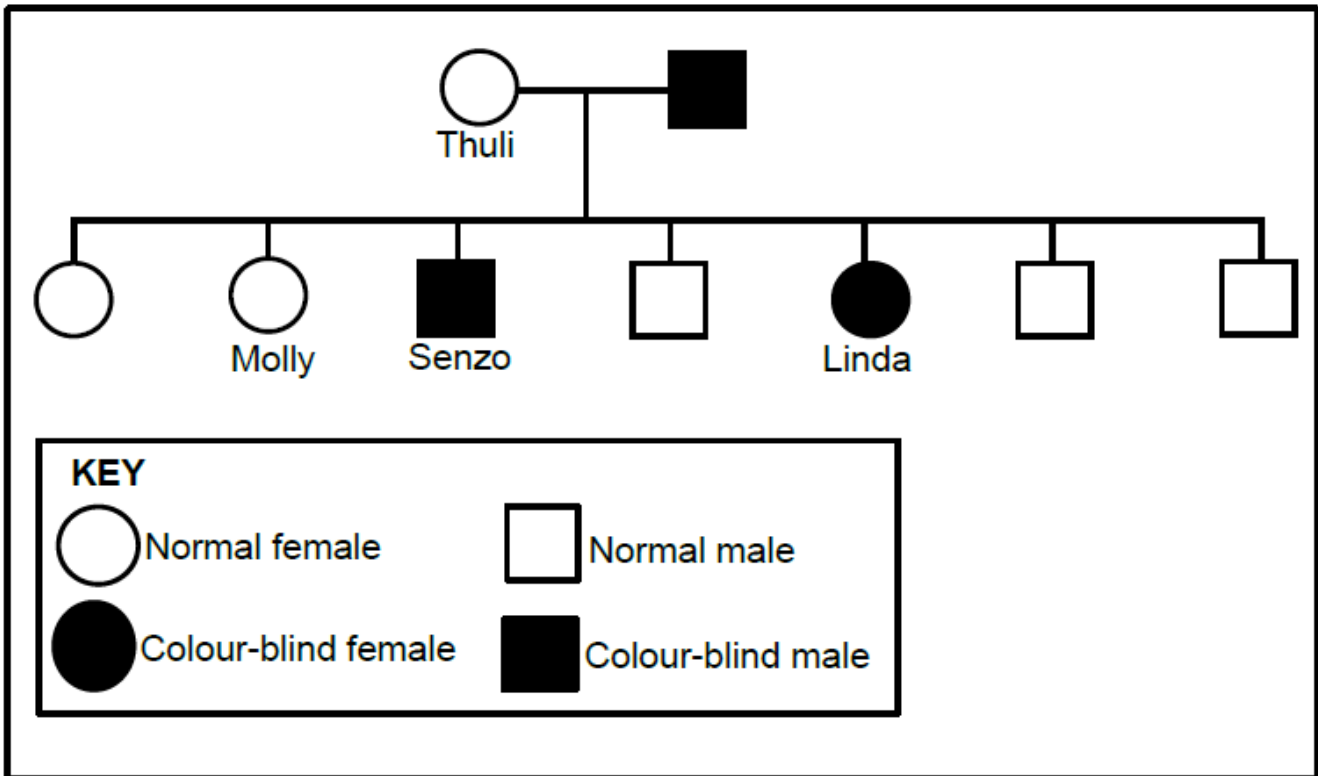 Thuli
Molly Senzo Linda
KEY
Normal female Normal male
Colour-blind female Colour-blind male